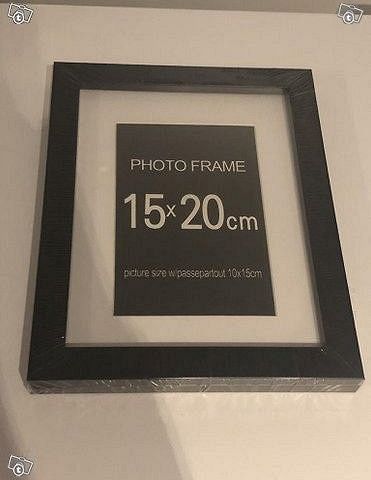 PHOTO FRAME
15x20cm
picture size w/passepartout 10x15cm